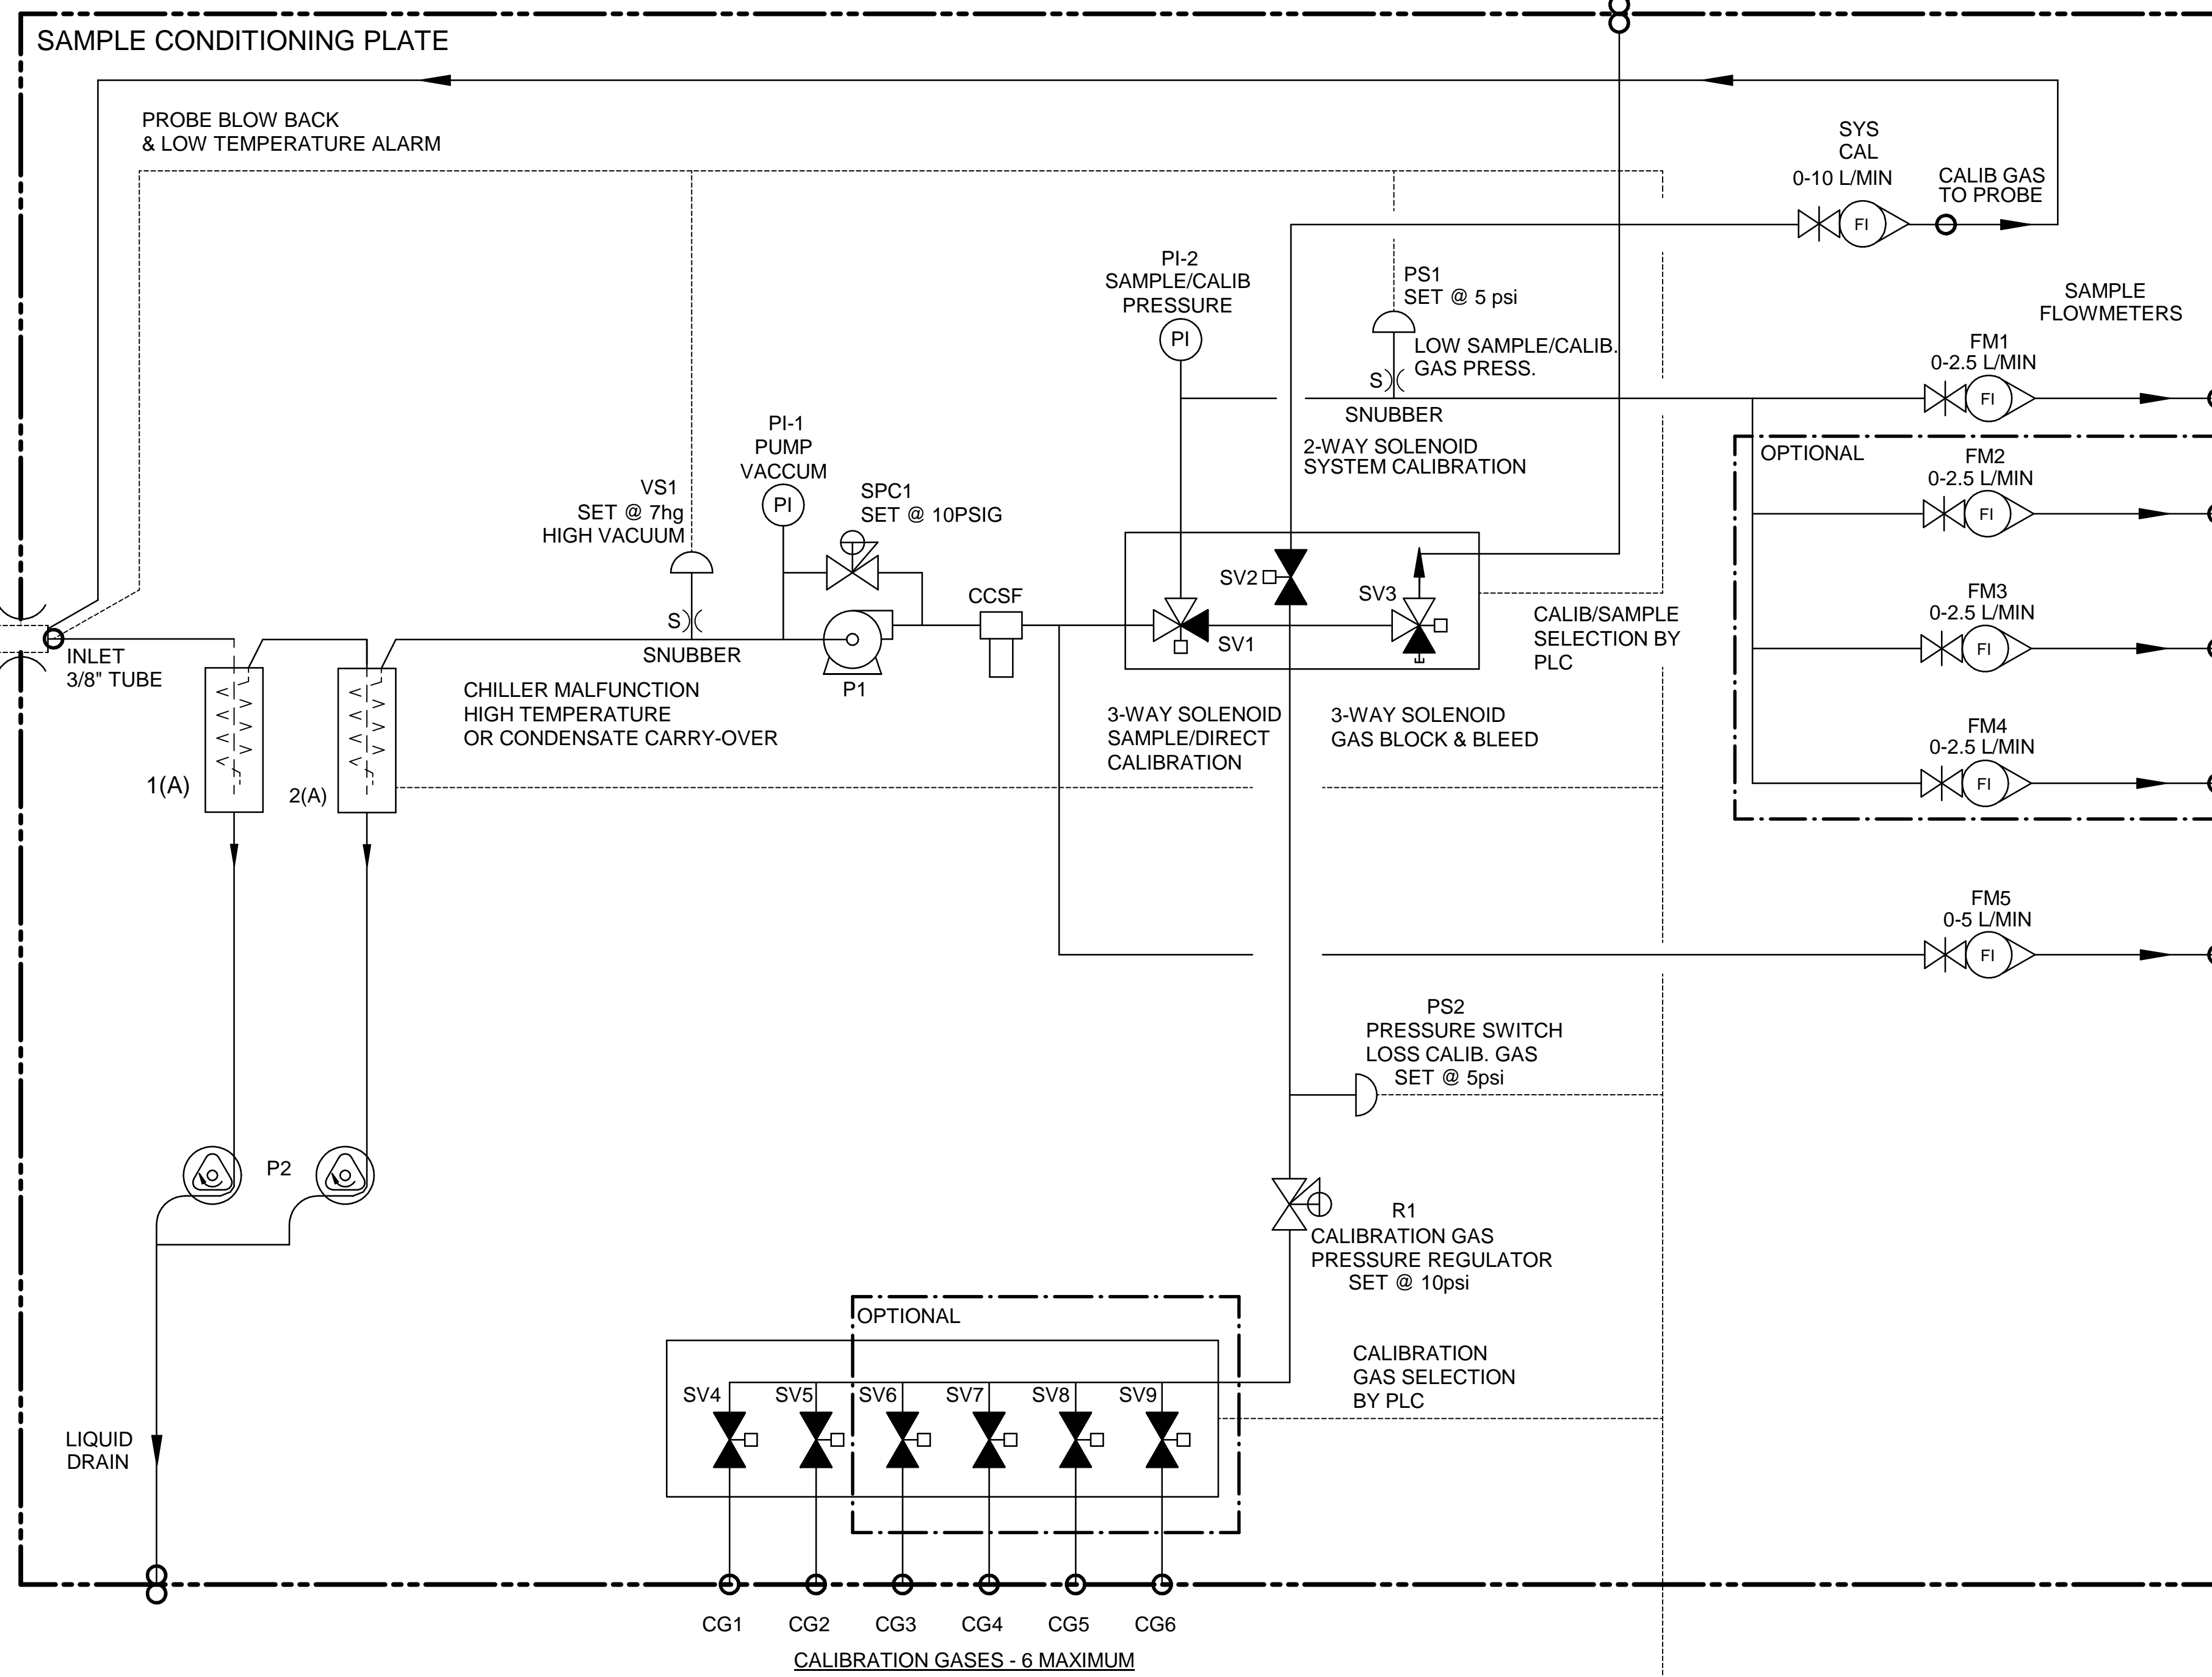 SAMPLE CONDITIONING PLATE
PROBE BLOW BACK
& LOW TEMPERATURE ALARM
SYS
CAL
0-10 L/MIN
CALIB GAS
TO PROBE
FI
PI-2
SAMPLE/CALIB
PRESSURE
PI
PS1
SET @ 5 psi
LOW SAMPLE/CALIB.
GAS PRESS.
S
SNUBBER
SAMPLE
FLOWMETERS
FM1
0-2.5 L/MIN
FI
OPTIONAL
FM2
0-2.5 L/MIN
FI
FM3
0-2.5 L/MIN
FI
FM4
0-2.5 L/MIN
FI
FM5
0-5 L/MIN
FI
2-WAY SOLENOID
SYSTEM CALIBRATION
PI-1
PUMP
VACCUM
PI
VS1
SET @ 7hg
HIGH VACUUM
S
SNUBBER
SPC1
SET @ 10PSIG
CCSF
P1
SV2
SV3
SV1
CALIB/SAMPLE
SELECTION BY
PLC
INLET
3/8" TUBE
CHILLER MALFUNCTION
HIGH TEMPERATURE
OR CONDENSATE CARRY-OVER
3-WAY SOLENOID
SAMPLE/DIRECT
CALIBRATION
3-WAY SOLENOID
GAS BLOCK & BLEED
1(A)
2(A)
PS2
PRESSURE SWITCH
LOSS CALIB. GAS
SET @ 5psi
P2
R1
CALIBRATION GAS
PRESSURE REGULATOR
SET @ 10psi
OPTIONAL
CALIBRATION
GAS SELECTION
BY PLC
SV4 SV5 SV6 SV7 SV8 SV9
LIQUID
DRAIN
CG1 CG2 CG3 CG4 CG5 CG6
CALIBRATION GASES - 6 MAXIMUM